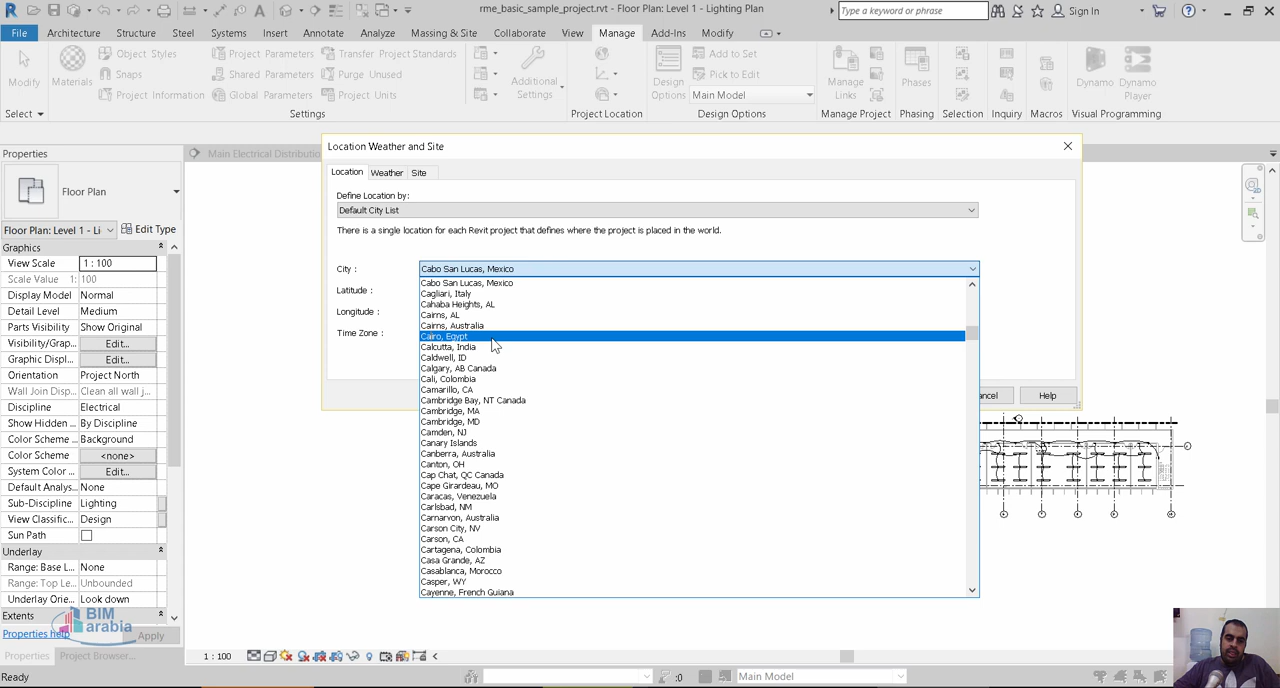 rme_basic_sample_project.rvt - Floor Plan: Level 1 - Lighting Plan
Type a keyword or phrase
Sign In
File
Architecture
Structure
Steel
Systems
Insert
Annotate
Analyze
Massing & Site
Collaborate
View
Manage
Add-Ins
Modify
Modify
Materials
Object Styles
Snaps
Project Information
Project Parameters
Shared Parameters
Global Parameters
Transfer Project Standards
Purge Unused
Project Units
Additional
Settings
Design
Options
Add to Set
Pick to Edit
Main Model
Manage
Links
Phases
Dynamo
Dynamo
Player
Select
Settings
Project Location
Design Options
Manage Project
Phasing
Selection
Inquiry
Macros
Visual Programming
Properties
Main Electrical Distributio
Floor Plan
Floor Plan: Level 1 - Li
Edit Type
Graphics
View Scale
1 : 100
Scale Value 1:
100
Display Model
Normal
Detail Level
Medium
Parts Visibility
Show Original
Visibility/Grap...
Edit...
Graphic Displ...
Edit...
Orientation
Project North
Wall Join Disp...
Clean all wall j...
Discipline
Electrical
Show Hidden ...
By Discipline
Color Scheme ...
Background
Color Scheme
<none>
System Color ...
Edit...
Default Analys...
None
Sub-Discipline
Lighting
View Classific...
Design
Sun Path
Underlay
Range: Base L...
None
Range: Top Le...
Unbounded
Underlay Orie...
Look down
Extents
Properties help
Apply
BIM
arabia
Properties
Project Browser...
Location Weather and Site
Location
Weather
Site
Define Location by:
Default City List
There is a single location for each Revit project that defines where the project is placed in the world.
City :
Cabo San Lucas, Mexico
Latitude :
Longitude :
Time Zone :
Cabo San Lucas, Mexico
Cagliari, Italy
Cahaba Heights, AL
Cairns, AL
Cairns, Australia
Cairo, Egypt
Calcutta, India
Caldwell, ID
Calgary, AB Canada
Cali, Colombia
Camarillo, CA
Cambridge Bay, NT Canada
Cambridge, MA
Cambridge, MD
Camden, NJ
Canary Islands
Canberra, Australia
Canton, OH
Cap Chat, QC Canada
Cape Girardeau, MO
Caracas, Venezuela
Carlsbad, NM
Carnarvon, Australia
Carson City, NV
Carson, CA
Cartagena, Colombia
Casa Grande, AZ
Casablanca, Morocco
Casper, WY
Cayenne, French Guiana
ancel
Help
1 : 100
Ready
:0
Main Model